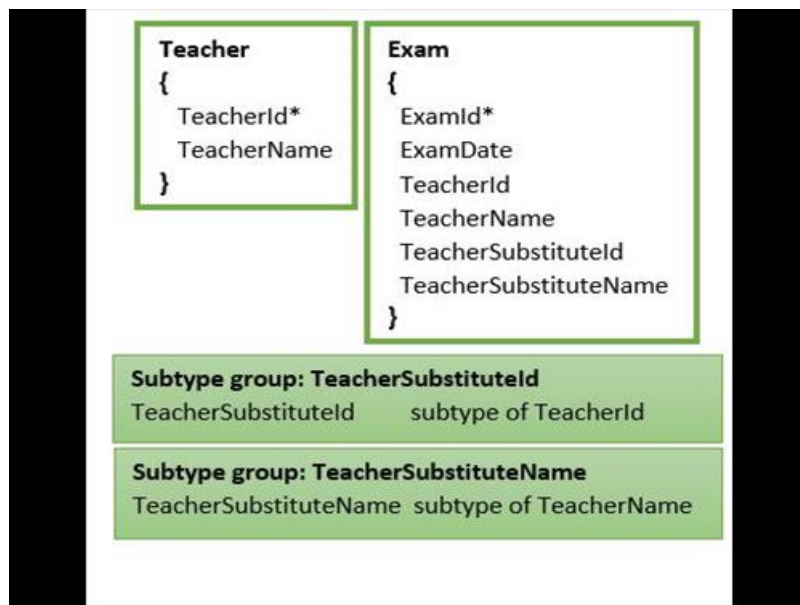 Teacher
{
TeacherId*
TeacherName
}
Exam
{
ExamId*
ExamDate
TeacherId
TeacherName
TeacherSubstituteId
TeacherSubstituteName
}
Subtype group: TeacherSubstituteId
TeacherSubstituteId subtype of TeacherId
Subtype group: TeacherSubstituteName
TeacherSubstituteName subtype of TeacherName